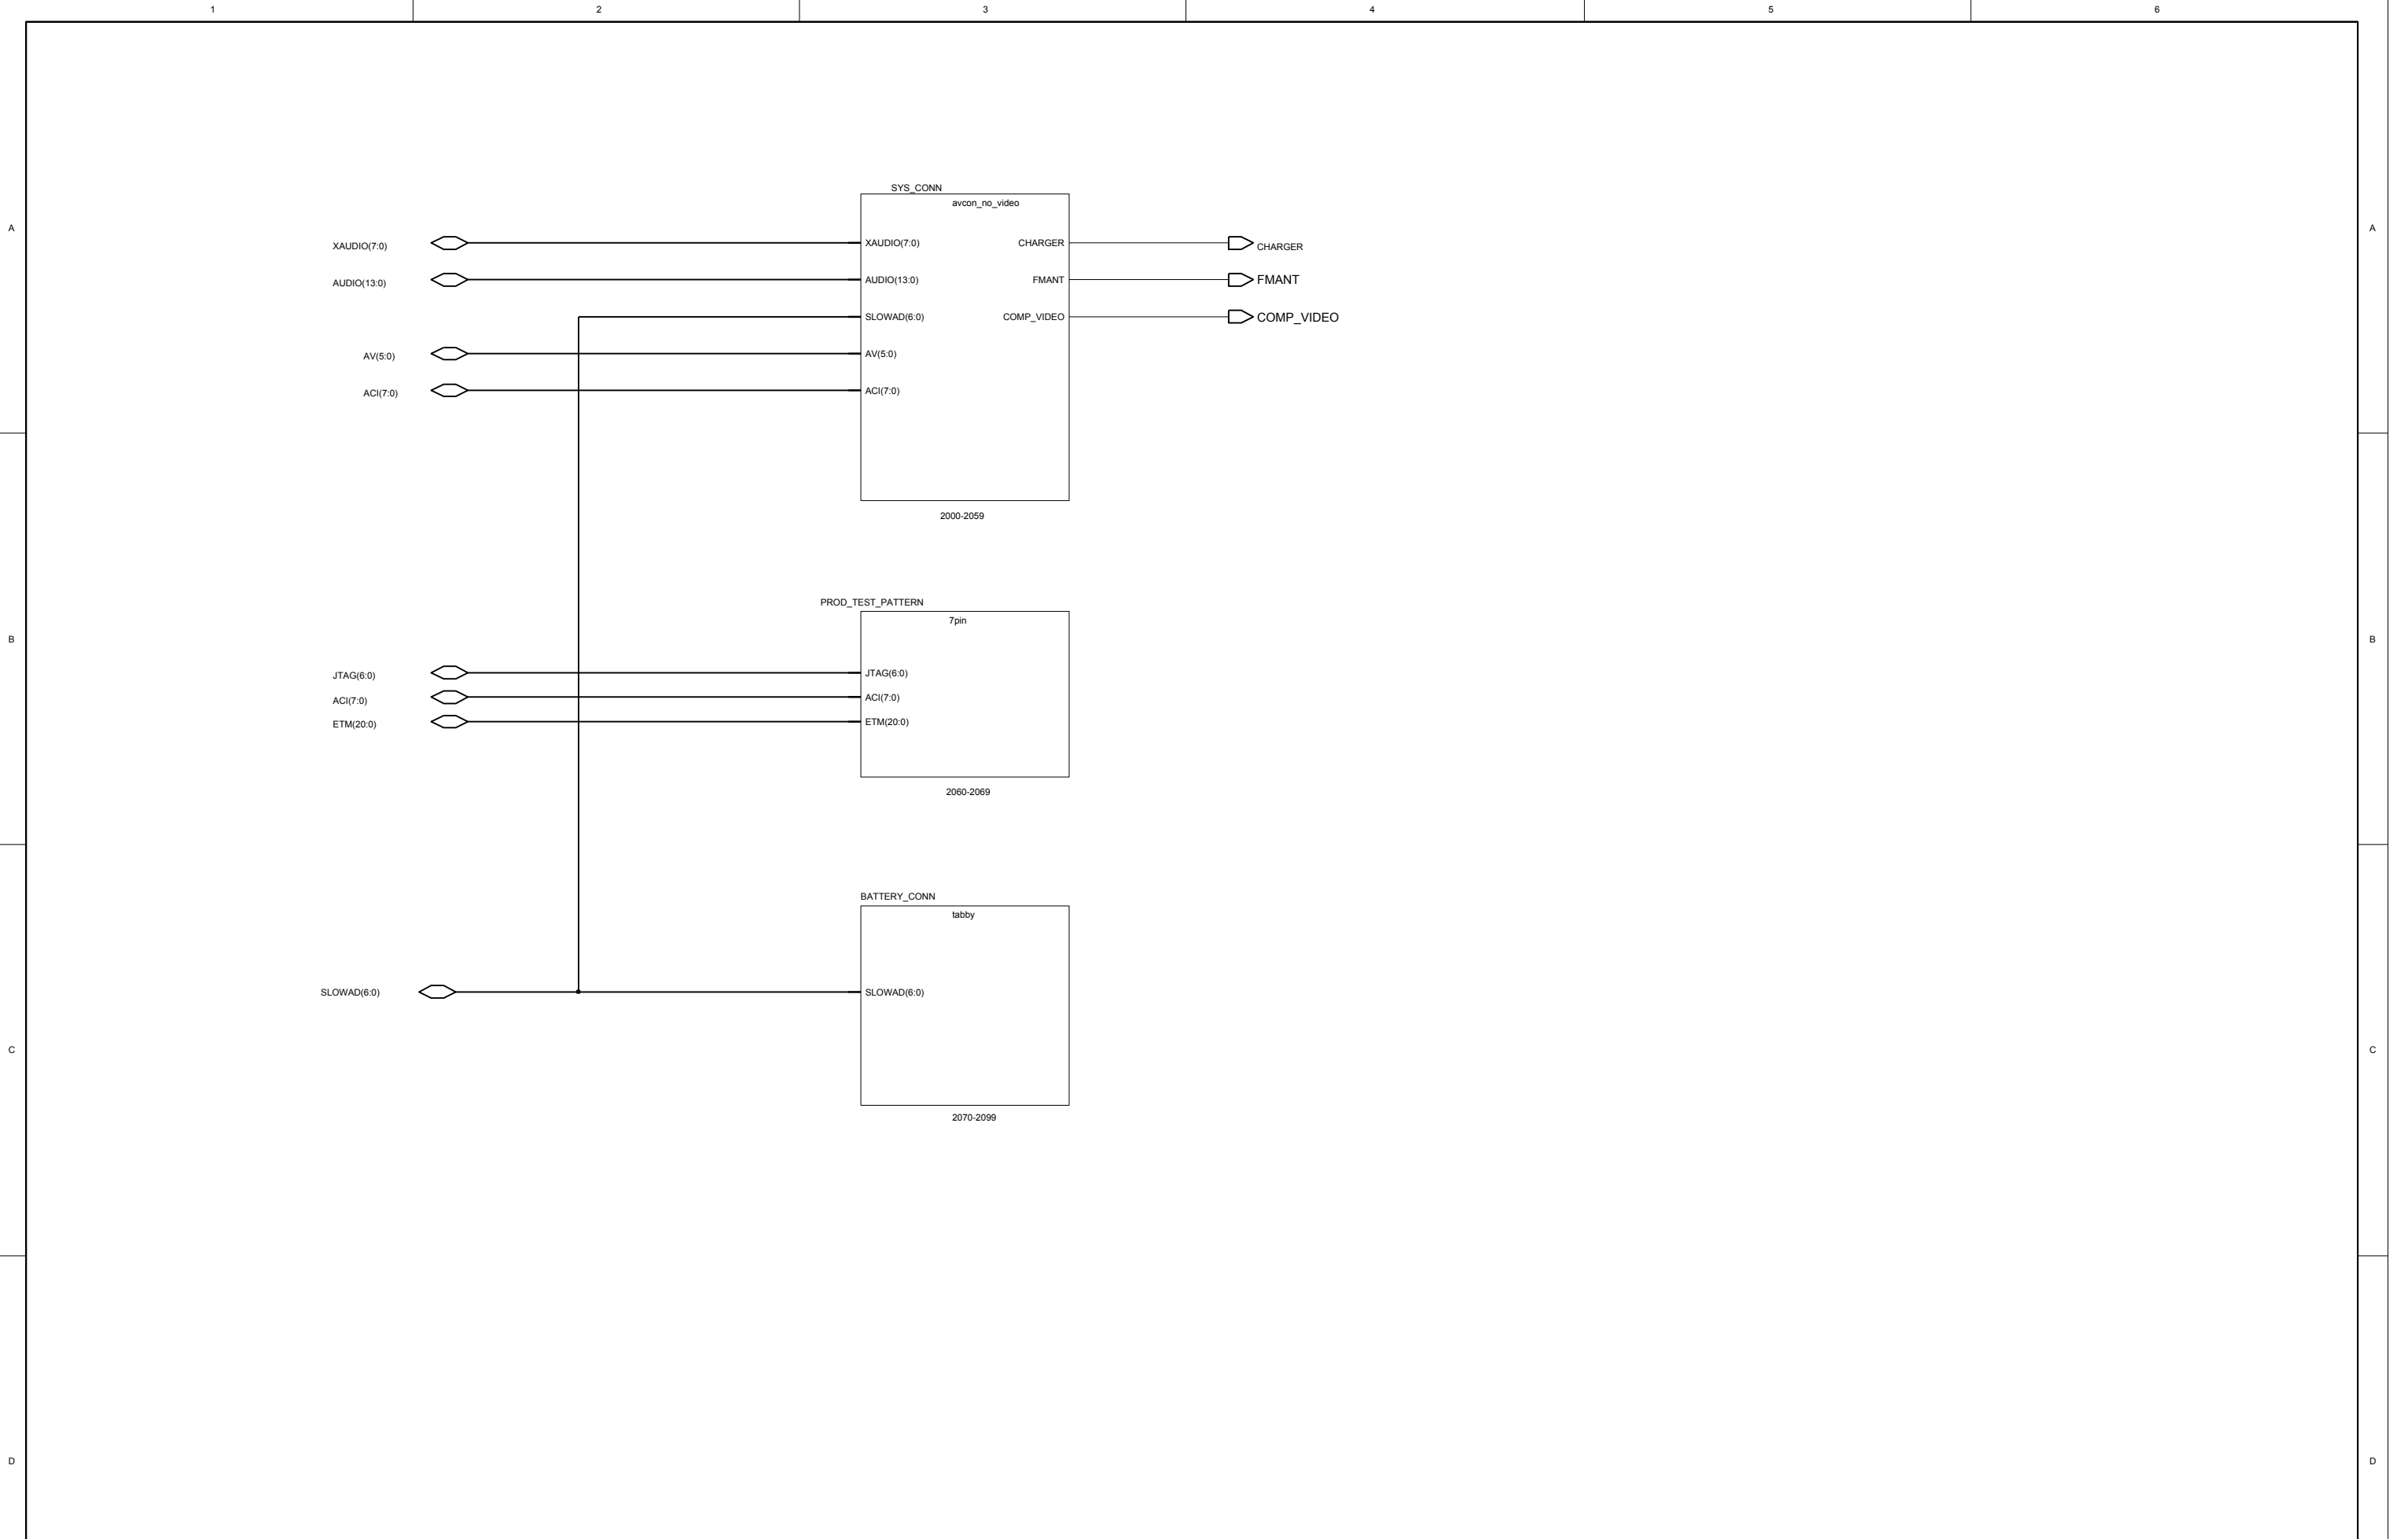 1 2 3 4 5 6
SYS_CONN
avcon_no_video
A A
XAUDIO(7:0) XAUDIO(7:0) CHARGER CHARGER
AUDIO(13:0) AUDIO(13:0) FMANT FMANT
SLOWAD(6:0) COMP_VIDEO COMP_VIDEO
AV(5:0) AV(5:0)
ACI(7:0) ACI(7:0)
2000-2059
PROD_TEST_PATTERN
7pin
B B
JTAG(6:0) JTAG(6:0)
ACI(7:0) ACI(7:0)
ETM(20:0) ETM(20:0)
2060-2069
BATTERY_CONN
tabby
SLOWAD(6:0) SLOWAD(6:0)
C C
2070-2099
D D